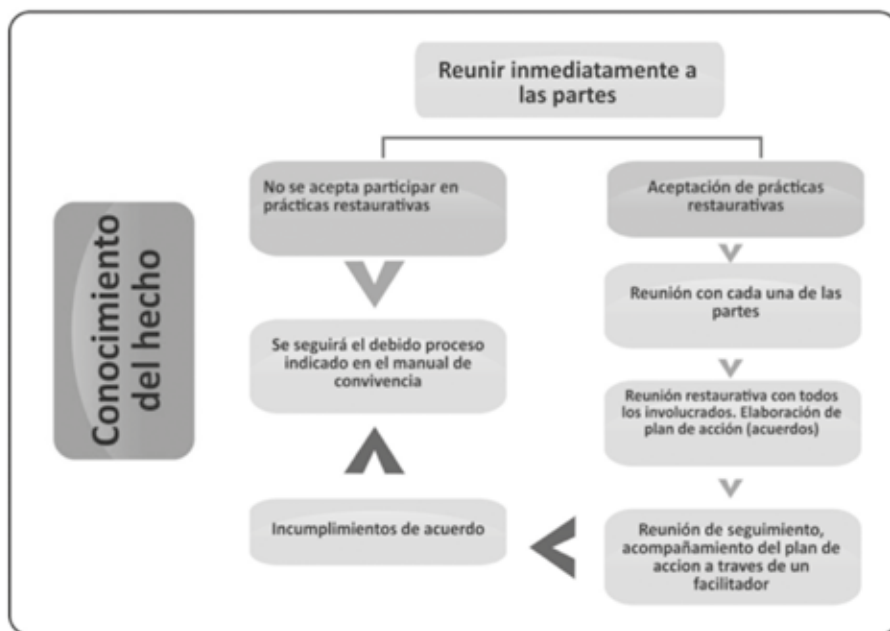 Reunir inmediatamente a
las partes
Conocimiento
del hecho
No se acepta participar en
prácticas restaurativas
Se seguirá el debido proceso
indicado en el manual de
convivencia
Incumplimientos de acuerdo
Aceptación de prácticas
restaurativas
Reunión con cada una de las
partes
Reunión restaurativa con todos
los involucrados. Elaboración de
plan de acción (acuerdos)
Reunión de seguimiento,
acompañamiento del plan de
accion a traves de un
facilitador